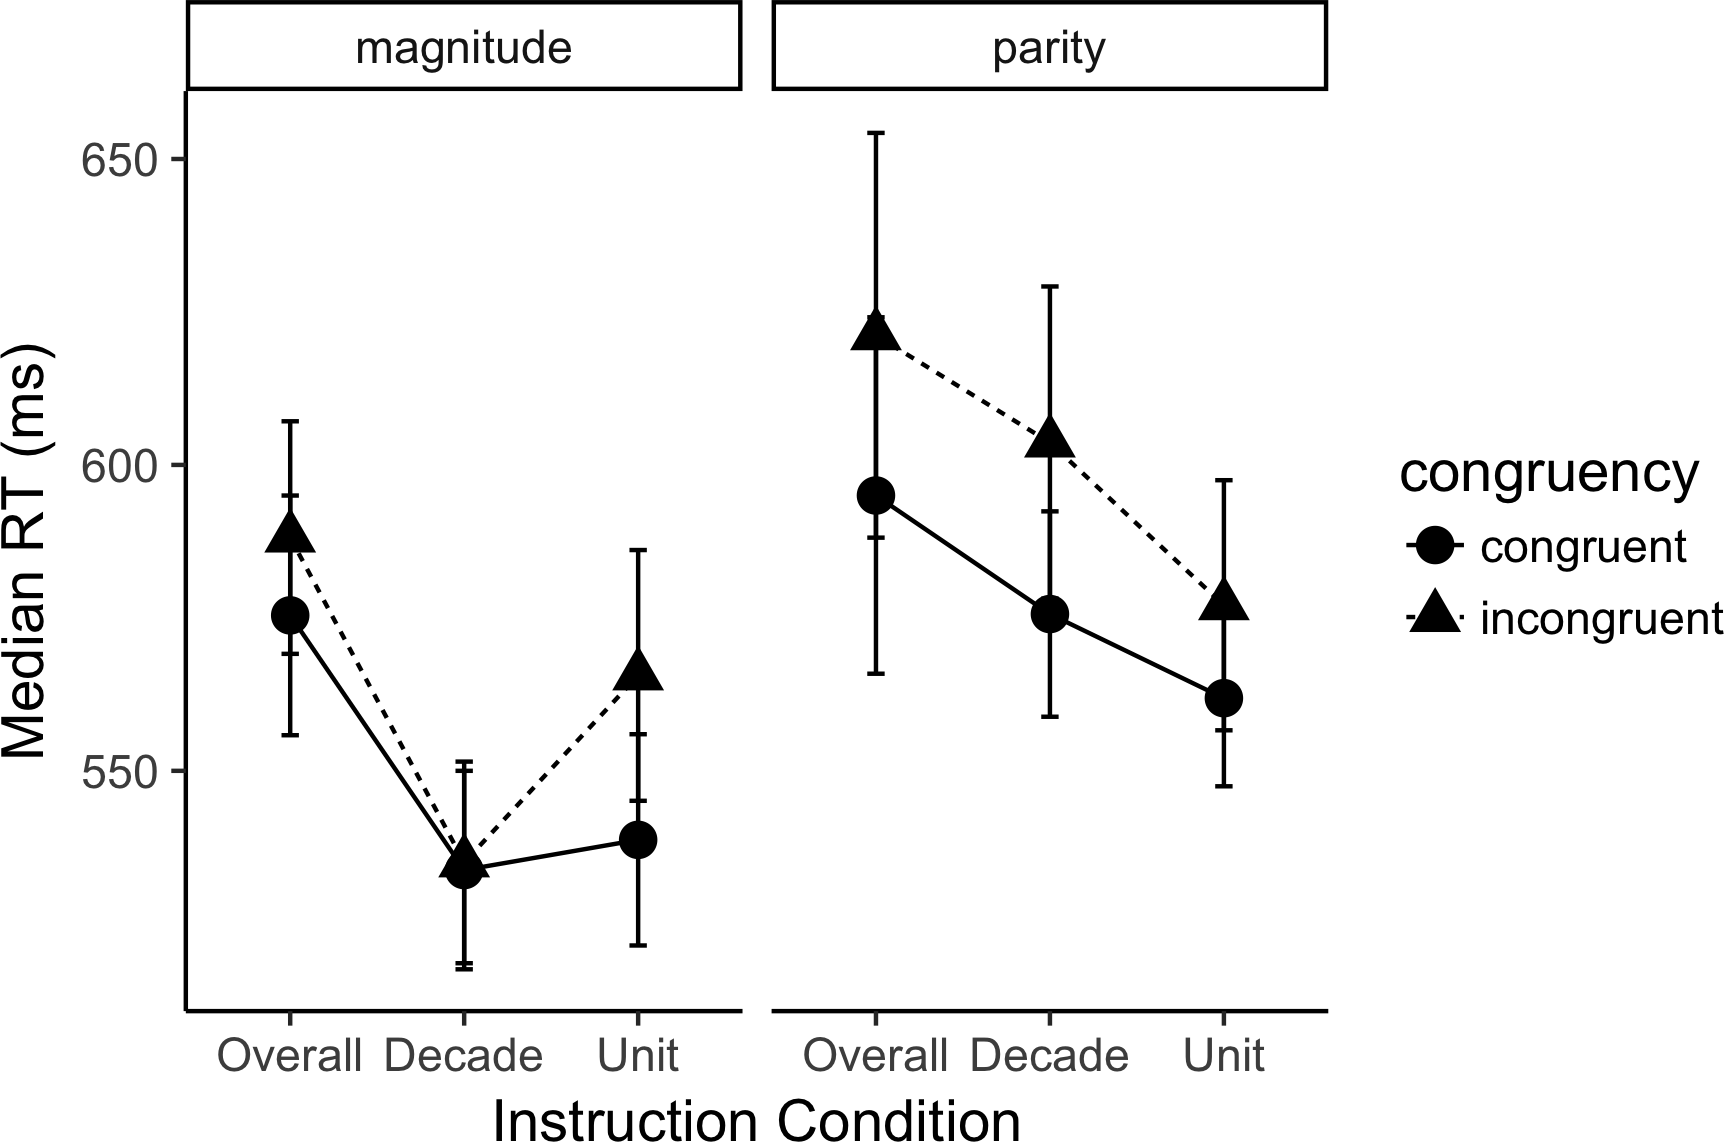 magnitude parity
650
600
550
Median RT (ms)
Overall Decade Unit Overall Decade Unit
Instruction Condition
congruency
congruent
incongruent